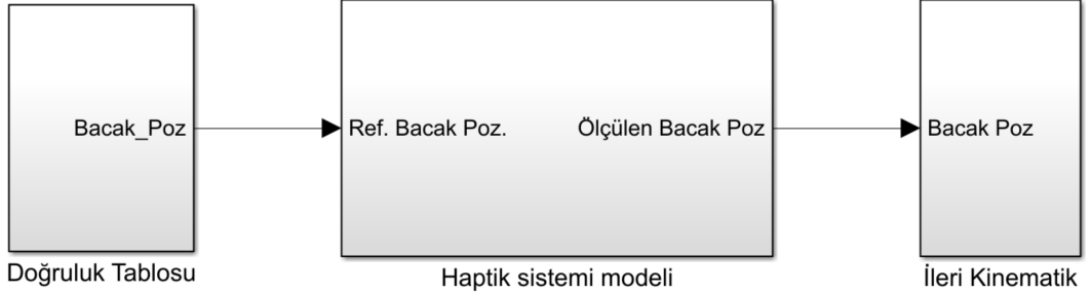 Bacak_Poz
Ref. Bacak Poz.
Ölçülen Bacak Poz
Bacak Poz
Doğruluk Tablosu
Haptik sistemi modeli
İleri Kinematik